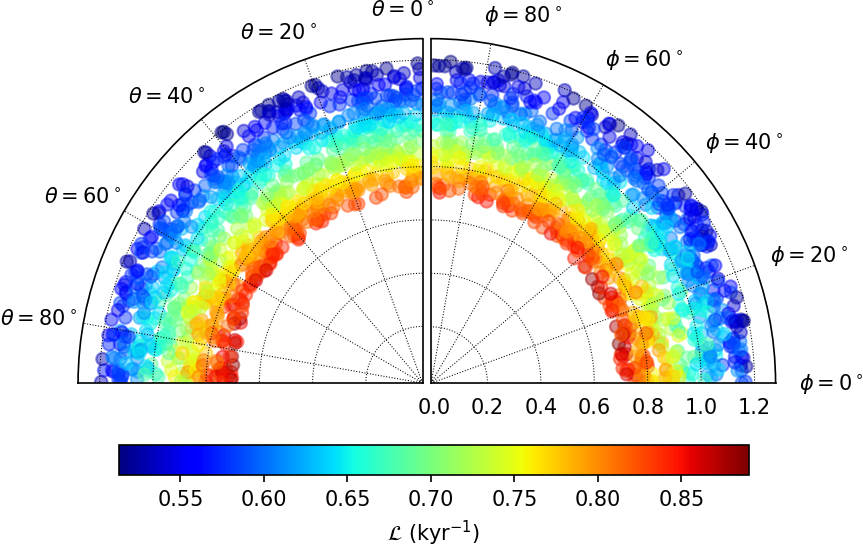 θ = 0°
ϕ = 80°
θ = 20°
ϕ = 60°
θ = 40°
ϕ = 40°
θ = 60°
ϕ = 20°
θ = 80°
ϕ = 0°
0.0 0.2 0.4 0.6 0.8 1.0 1.2
0.55 0.60 0.65 0.70 0.75 0.80 0.85
ℒ (kyr⁻¹)